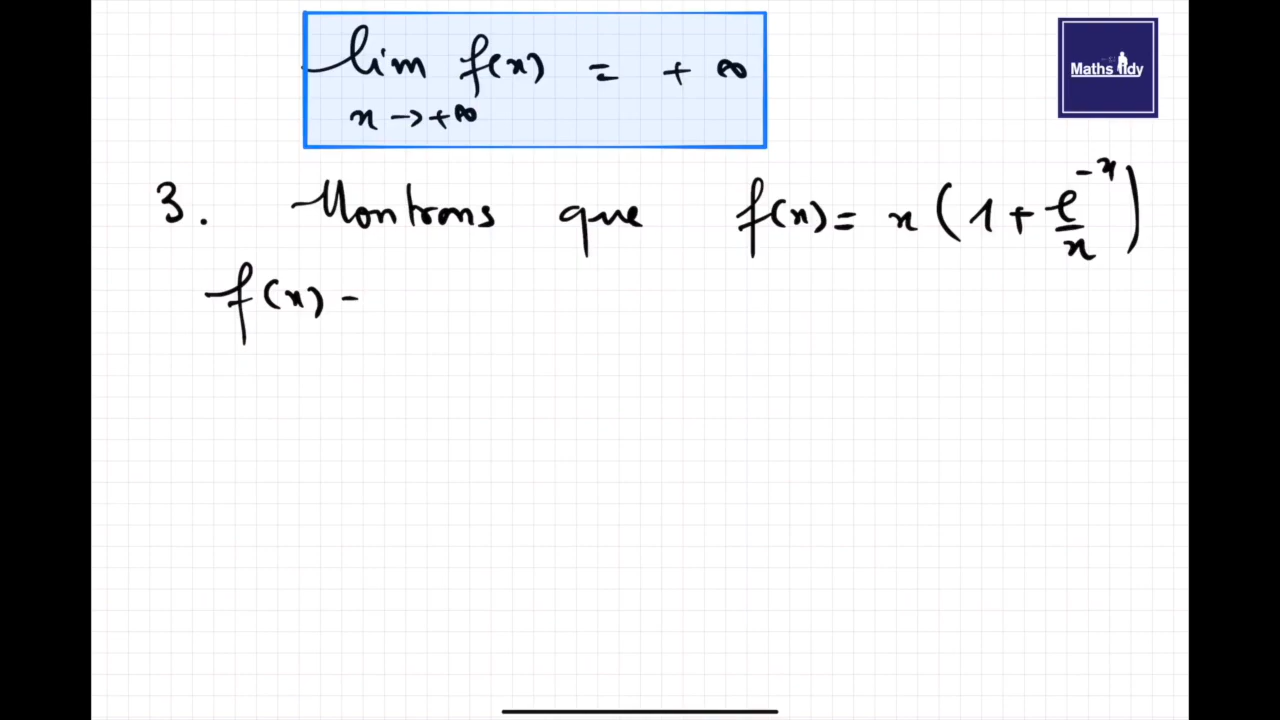 lim f(x) = + ∞
x → +∞
Maths Tidy
3. Montrons que f(x) = x (1 + e^{-x}/x)
f(x) -